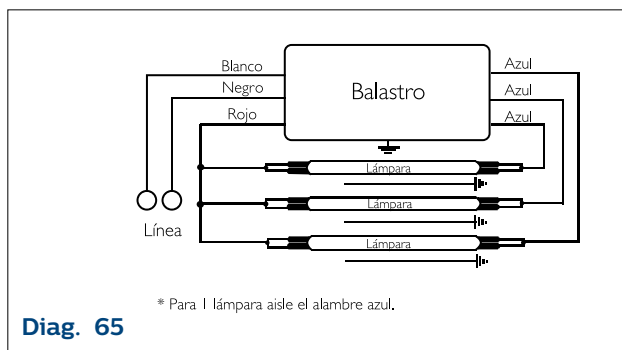 Blanco
Negro
Rojo
Balastro
Azul
Azul
Azul
Lámpara
Lámpara
Lámpara
Línea
* Para 1 lámpara aisle el alambre azul.
Diag. 65